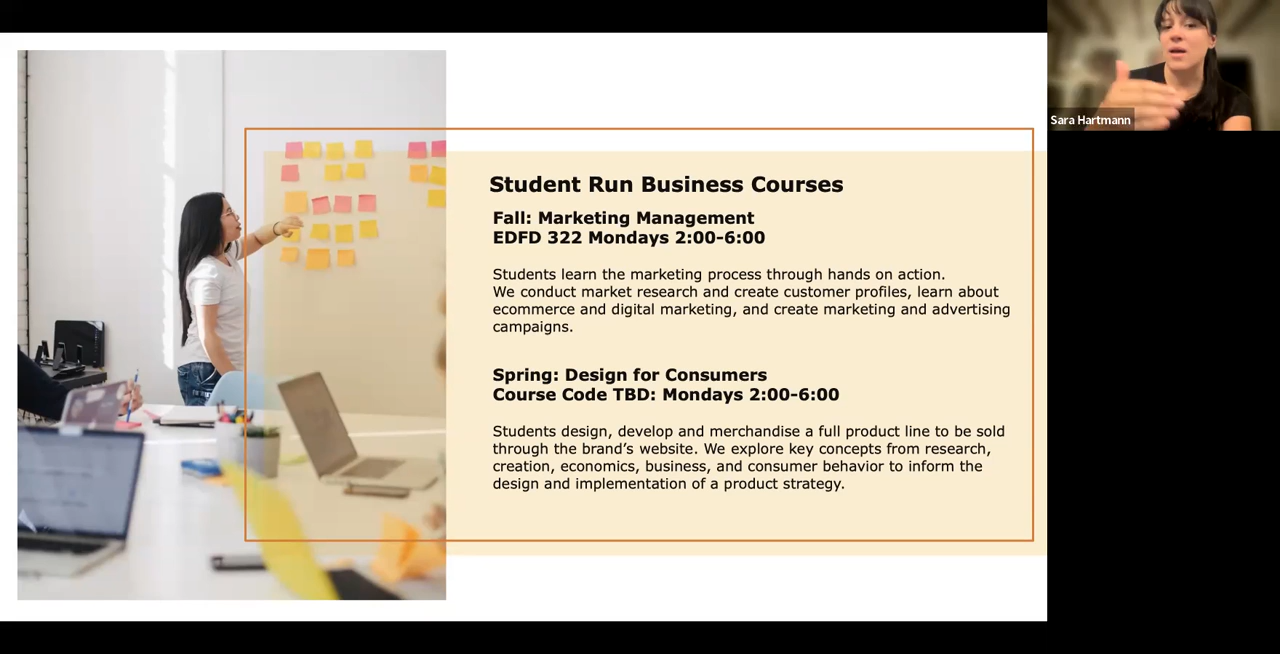 Sara Hartmann
Student Run Business Courses
Fall: Marketing Management
EDFD 322 Mondays 2:00-6:00
Students learn the marketing process through hands on action.
We conduct market research and create customer profiles, learn about
ecommerce and digital marketing, and create marketing and advertising
campaigns.
Spring: Design for Consumers
Course Code TBD: Mondays 2:00-6:00
Students design, develop and merchandise a full product line to be sold
through the brand’s website. We explore key concepts from research,
creation, economics, business, and consumer behavior to inform the
design and implementation of a product strategy.